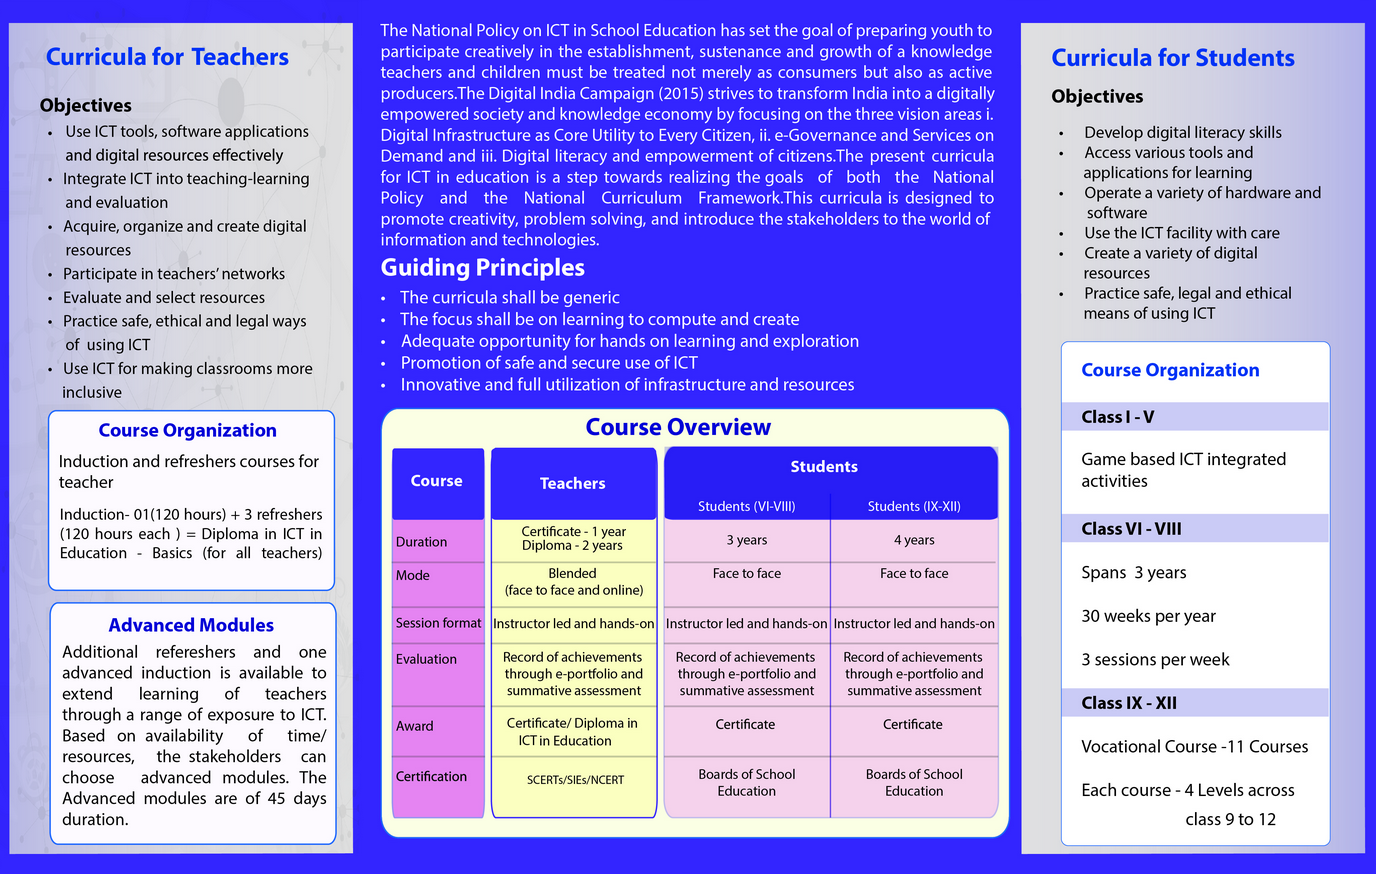 Curricula for Teachers
Objectives
• Use ICT tools, software applications
and digital resources effectively
• Integrate ICT into teaching-learning
and evaluation
• Acquire, organize and create digital
resources
• Participate in teachers’ networks
• Evaluate and select resources
• Practice safe, ethical and legal ways
of using ICT
• Use ICT for making classrooms more
inclusive
Course Organization
Induction and refreshers courses for
teacher
Induction- 01(120 hours) + 3 refreshers
(120 hours each ) = Diploma in ICT in
Education - Basics (for all teachers)
Advanced Modules
Additional refereshers and one
advanced induction is available to
extend learning of teachers
through a range of exposure to ICT.
Based on availability of time/
resources, the stakeholders can
choose advanced modules. The
Advanced modules are of 45 days
duration.
The National Policy on ICT in School Education has set the goal of preparing youth to
participate creatively in the establishment, sustenance and growth of a knowledge
teachers and children must be treated not merely as consumers but also as active
producers.The Digital India Campaign (2015) strives to transform India into a digitally
empowered society and knowledge economy by focusing on the three vision areas i.
Digital Infrastructure as Core Utility to Every Citizen, ii. e-Governance and Services on
Demand and iii. Digital literacy and empowerment of citizens.The present curricula
for ICT in education is a step towards realizing the goals of both the National
Policy and the National Curriculum Framework.This curricula is designed to
promote creativity, problem solving, and introduce the stakeholders to the world of
information and technologies.
Guiding Principles
• The curricula shall be generic
• The focus shall be on learning to compute and create
• Adequate opportunity for hands on learning and exploration
• Promotion of safe and secure use of ICT
• Innovative and full utilization of infrastructure and resources
Course Overview
Course Teachers Students
Students (VI-VIII) Students (IX-XII)
Duration Certificate - 1 year 3 years 4 years
Diploma - 2 years
Mode Blended Face to face Face to face
(face to face and online)
Session format Instructor led and hands-on Instructor led and hands-on Instructor led and hands-on
Evaluation Record of achievements Record of achievements Record of achievements
through e-portfolio and through e-portfolio and through e-portfolio and
summative assessment summative assessment summative assessment
Award Certificate/ Diploma in Certificate Certificate
ICT in Education
Certification SCERTs/SIEs/NCERT Boards of School Boards of School
Education Education
Curricula for Students
Objectives
• Develop digital literacy skills
• Access various tools and
applications for learning
• Operate a variety of hardware and
software
• Use the ICT facility with care
• Create a variety of digital
resources
• Practice safe, legal and ethical
means of using ICT
Course Organization
Class I - V
Game based ICT integrated
activities
Class VI - VIII
Spans 3 years
30 weeks per year
3 sessions per week
Class IX - XII
Vocational Course -11 Courses
Each course - 4 Levels across
class 9 to 12